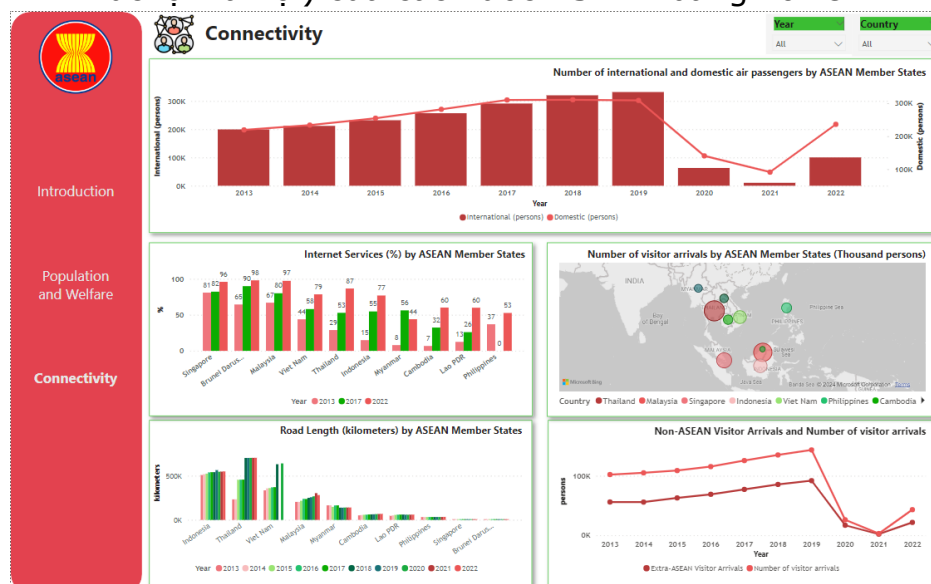 asean
Connectivity
Year
All
Country
All
Introduction
Population
and Welfare
Connectivity
Number of international and domestic air passengers by ASEAN Member States
International (persons)
300K
200K
100K
0K
300K
200K
100K
Domestic (persons)
2013 2014 2015 2016 2017 2018 2019 2020 2021 2022
Year
International (persons) Domestic (persons)
Internet Services (%) by ASEAN Member States
%
100
50
0
81 82 96
65 90 98
67 80 97
44 58 79
29 53 87
15 55 77
8 56 44
7 32 60
13 26 60
37 0 53
Singapore Brunei Darus... Malaysia Viet Nam Thailand Indonesia Myanmar Cambodia Lao PDR Philippines
Year 2013 2017 2022
Number of visitor arrivals by ASEAN Member States (Thousand persons)
INDIA
Bay
of Bengal
Philippine Sea
PHILIPPINES
MALAYSIA
Java Sea
Banda Sea
Microsoft Bing
© 2024 Microsoft Corporation Terms
Country Thailand Malaysia Singapore Indonesia Viet Nam Philippines Cambodia
Road Length (kilometers) by ASEAN Member States
kilometers
500K
0K
Indonesia Thailand Viet Nam Malaysia Myanmar Cambodia Lao PDR Philippines Singapore Brunei Darus...
Year 2013 2014 2015 2016 2017 2018 2019 2020 2021 2022
Non-ASEAN Visitor Arrivals and Number of visitor arrivals
persons
100K
0K
2013 2014 2015 2016 2017 2018 2019 2020 2021 2022
Year
Extra-ASEAN Visitor Arrivals Number of visitor arrivals